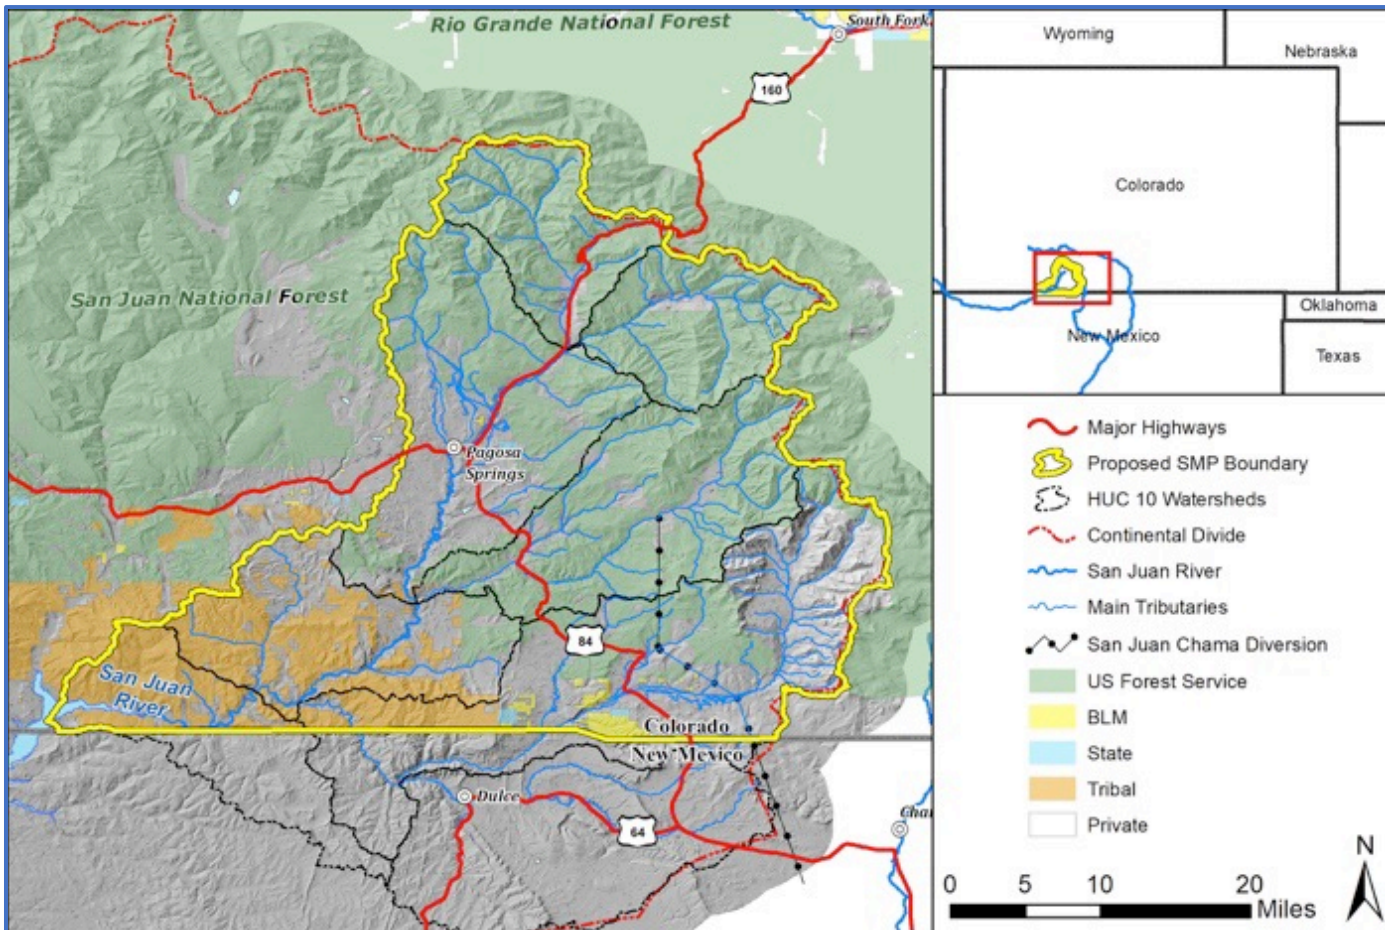 Rio Grande National Forest
South Fork
160
San Juan National Forest
Pagosa
Springs
84
San Juan
River
Colorado
New Mexico
Dulce
64
Wyoming
Nebraska
Colorado
Oklahoma
New Mexico
Texas
Major Highways
Proposed SMP Boundary
HUC 10 Watersheds
Continental Divide
San Juan River
Main Tributaries
San Juan Chama Diversion
US Forest Service
BLM
State
Tribal
Private
N
0 5 10 20
Miles